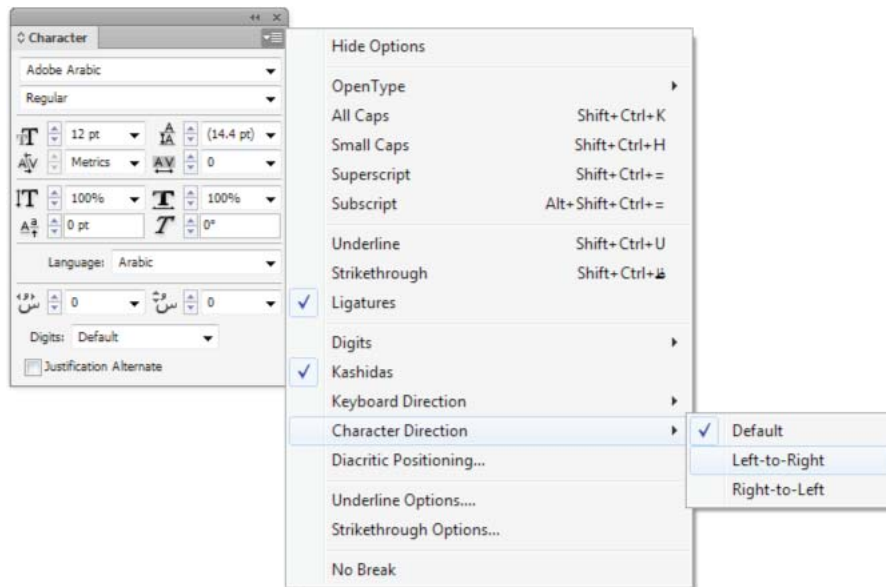 Character
Adobe Arabic
Regular
12 pt (14.4 pt)
Metrics 0
100% 100%
0 pt 0°
Language: Arabic
0 0
Digits: Default
Justification Alternate
Hide Options
OpenType
All Caps Shift+Ctrl+K
Small Caps Shift+Ctrl+H
Superscript Shift+Ctrl+=
Subscript Alt+Shift+Ctrl+=
Underline Shift+Ctrl+U
Strikethrough Shift+Ctrl+
Ligatures
Digits
Kashidas
Keyboard Direction
Character Direction
Diacritic Positioning...
Underline Options....
Strikethrough Options...
No Break
Default
Left-to-Right
Right-to-Left